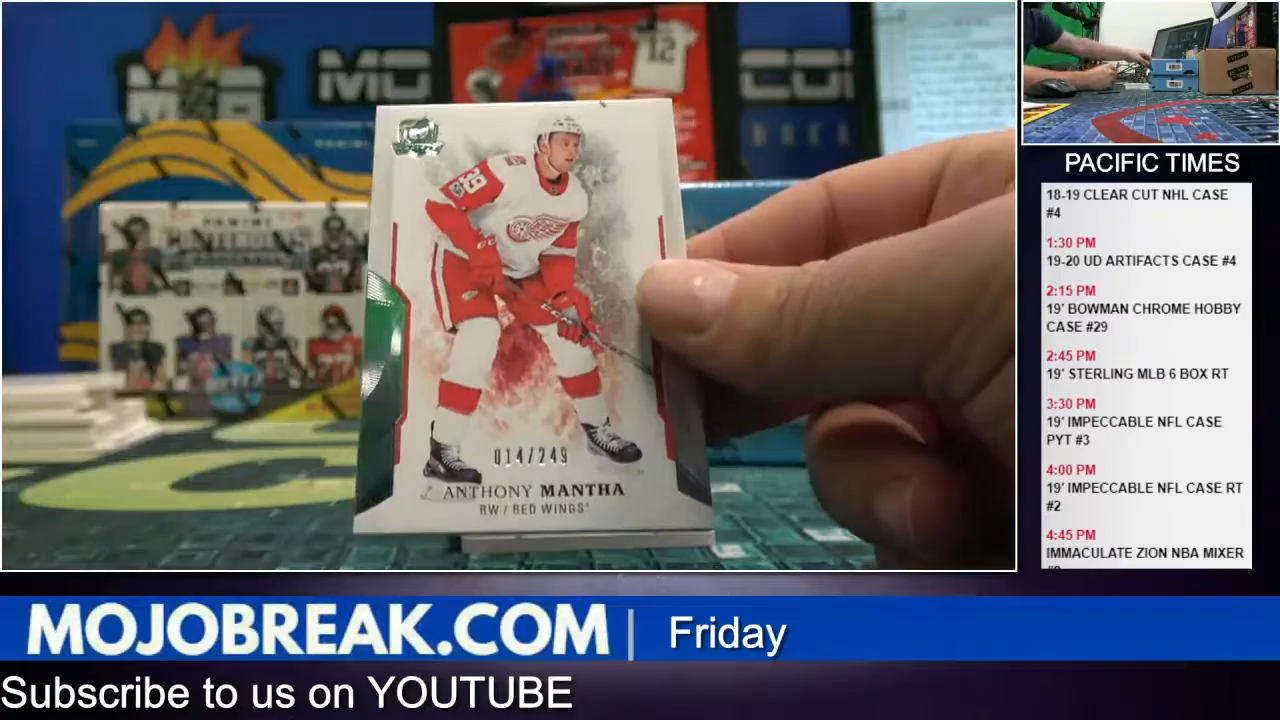 12
PANINI
39
014/249
ANTHONY MANTHA
RW / RED WINGS
PACIFIC TIMES
18-19 CLEAR CUT NHL CASE
#4
1:30 PM
19-20 UD ARTIFACTS CASE #4
2:15 PM
19' BOWMAN CHROME HOBBY
CASE #29
2:45 PM
19' STERLING MLB 6 BOX RT
3:30 PM
19' IMPECCABLE NFL CASE
PYT #3
4:00 PM
19' IMPECCABLE NFL CASE RT
#2
4:45 PM
IMMACULATE ZION NBA MIXER
MOJOBREAK.COM | Friday
Subscribe to us on YOUTUBE